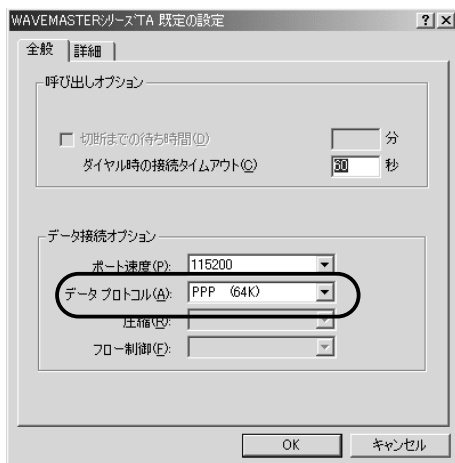 WAVEMASTERｼﾘｰｽﾞTA 既定の設定
全般 詳細
呼び出しオプション
切断までの待ち時間(D) 分
ダイヤル時の接続タイムアウト(C) 60 秒
データ接続オプション
ポート速度(P): 115200
データ プロトコル(A): PPP (64K)
圧縮(R):
フロー制御(F):
OK キャンセル